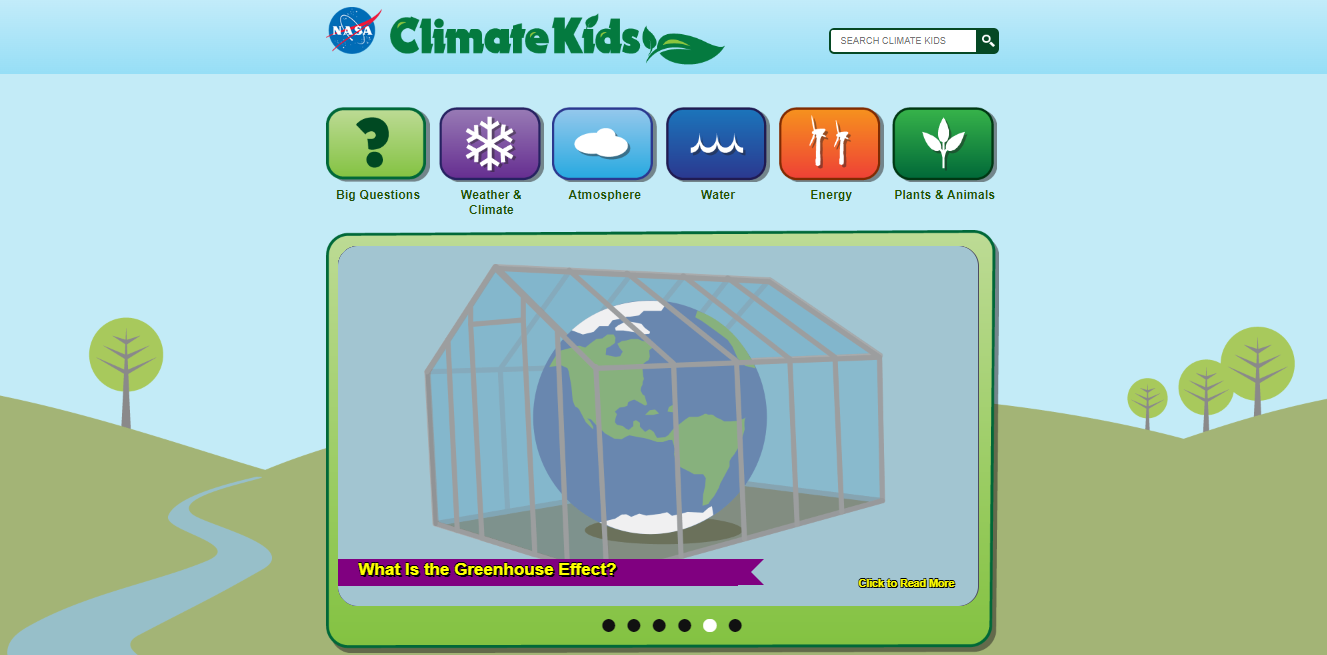 NASA
Climate Kids
SEARCH CLIMATE KIDS
Big Questions
Weather &
Climate
Atmosphere
Water
Energy
Plants & Animals
What Is the Greenhouse Effect?
Click to Read More